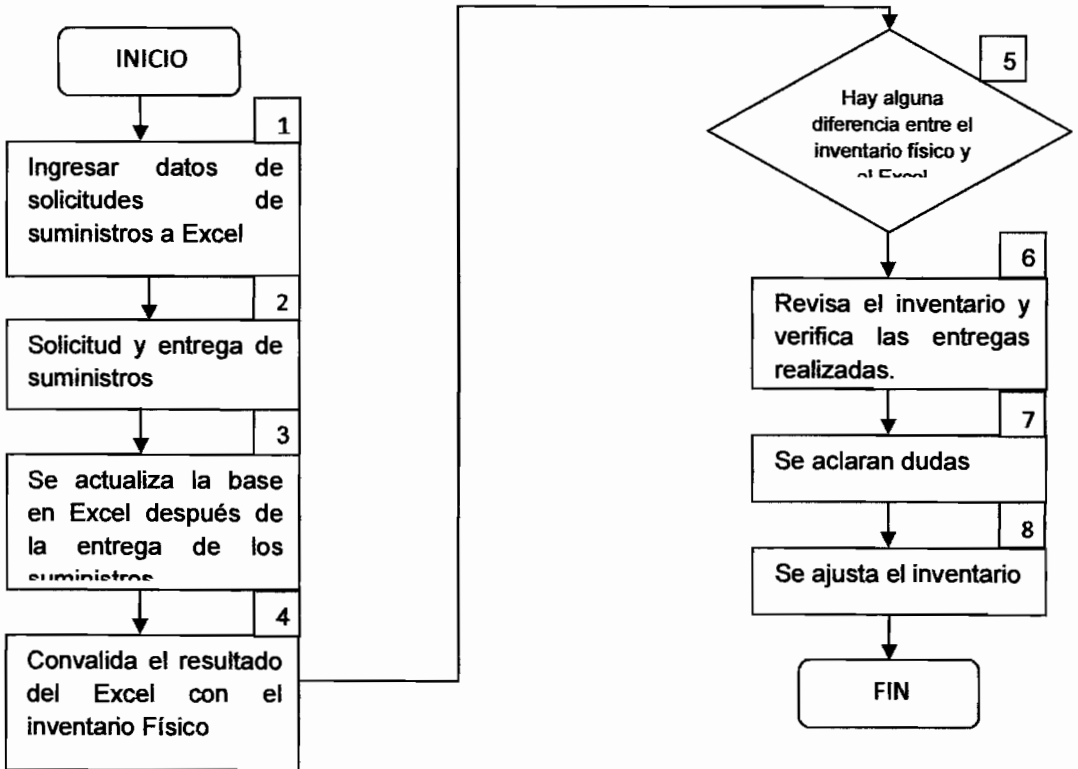 INICIO
1
Ingresar datos de
solicitudes de
suministros a Excel
2
Solicitud y entrega de
suministros
3
Se actualiza la base
en Excel después de
la entrega de los
suministros
4
Convalida el resultado
del Excel con el
inventario Físico
5
Hay alguna
diferencia entre el
inventario físico y
el Excel
6
Revisa el inventario y
verifica las entregas
realizadas.
7
Se aclaran dudas
8
Se ajusta el inventario
FIN